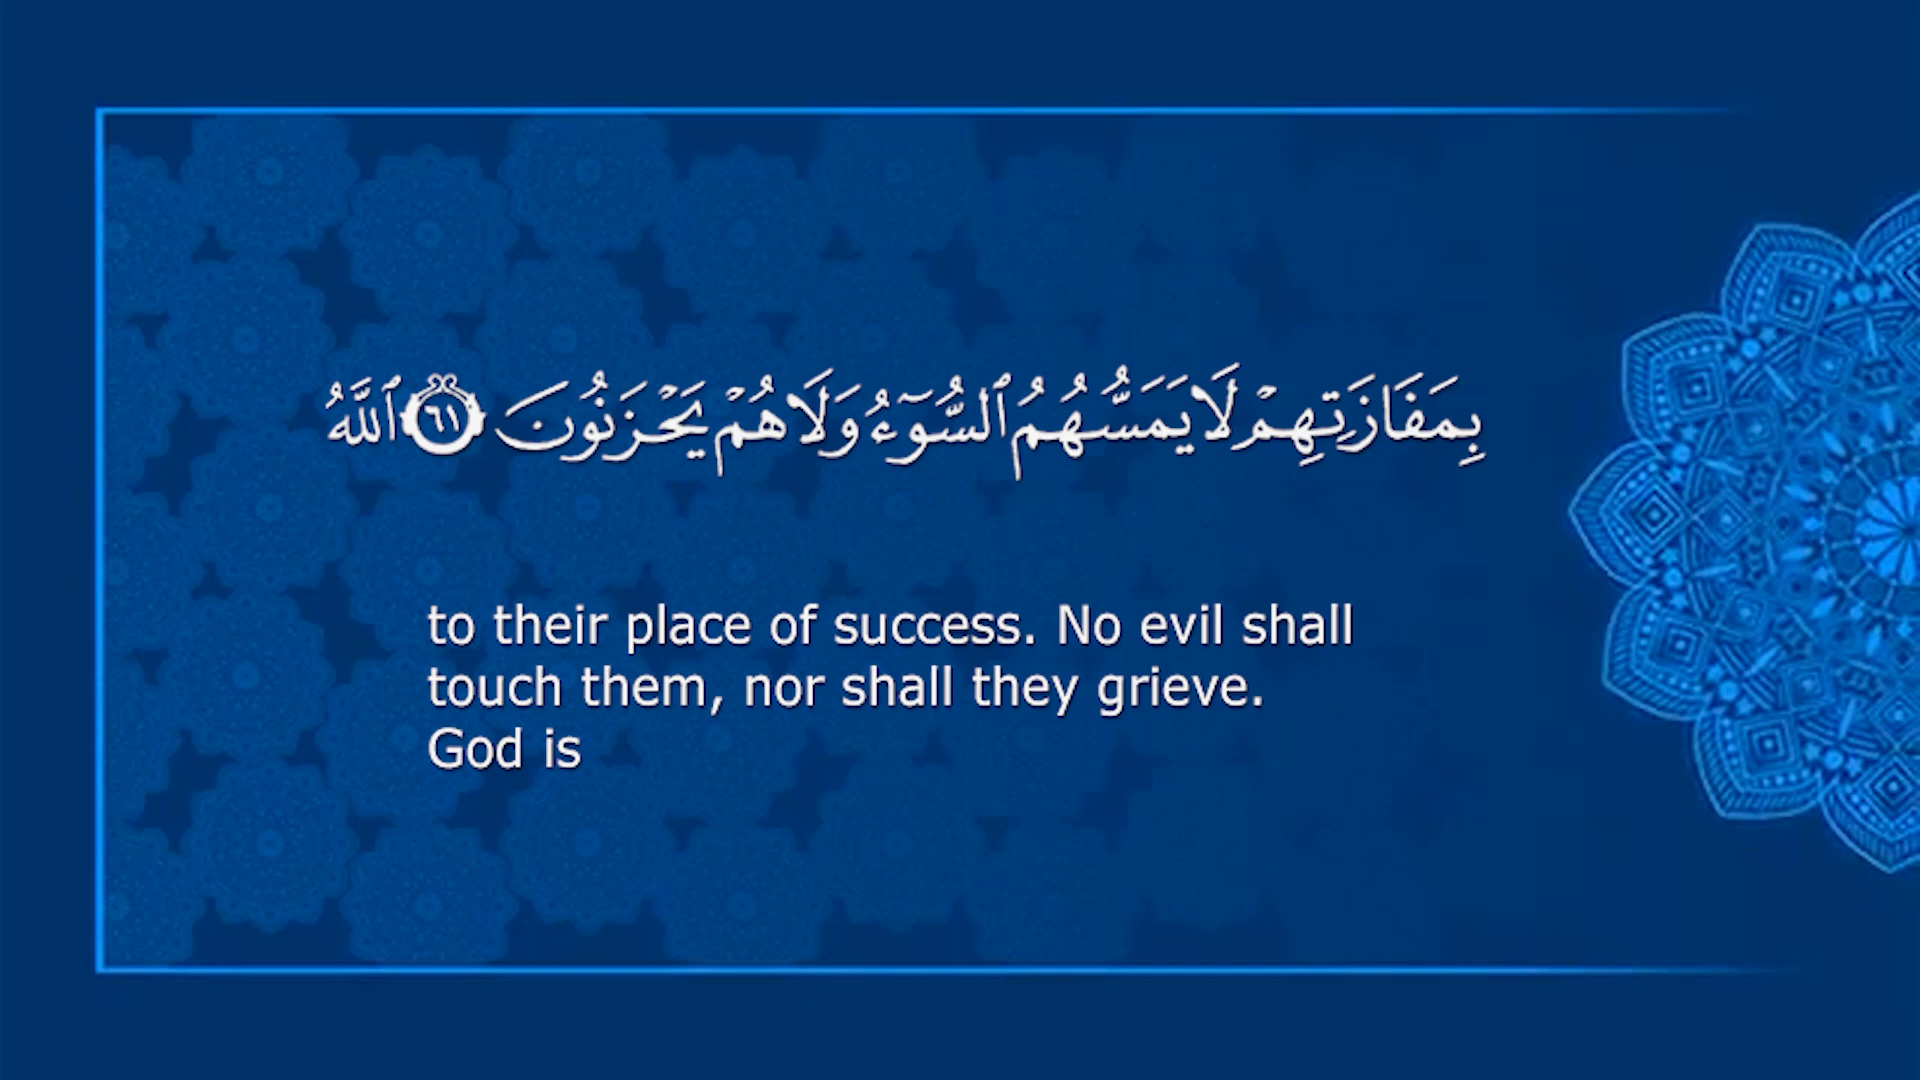 بِمَفَازَتِهِمْ لَا يَمَسُّهُمُ ٱلسُّوٓءُ وَلَا هُمْ يَحْزَنُونَ ٦١ ٱللَّهُ
to their place of success. No evil shall
touch them, nor shall they grieve.
God is